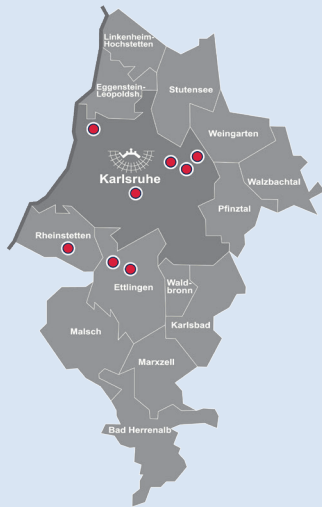 Linkenheim-
Hochstetten
Eggenstein-
Leopoldsh.
Stutensee
Weingarten
Karlsruhe
Walzbachtal
Pfinztal
Rheinstetten
Ettlingen
Wald-
bronn
Karlsbad
Malsch
Marxzell
Bad Herrenalb